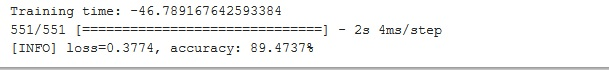 Training time: -46.789167642593384
551/551 [==============================] - 2s 4ms/step
[INFO] loss=0.3774, accuracy: 89.4737%